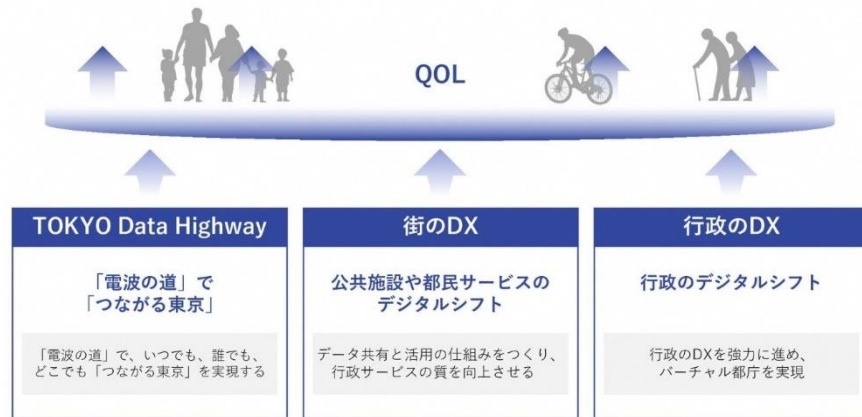 QOL
TOKYO Data Highway
「電波の道」で
「つながる東京」
「電波の道」で、いつでも、誰でも、
どこでも「つながる東京」を実現する
街のDX
公共施設や都民サービスの
デジタルシフト
データ共有と活用の仕組みをつくり、
行政サービスの質を向上させる
行政のDX
行政のデジタルシフト
行政のDXを強力に進め、
バーチャル都庁を実現